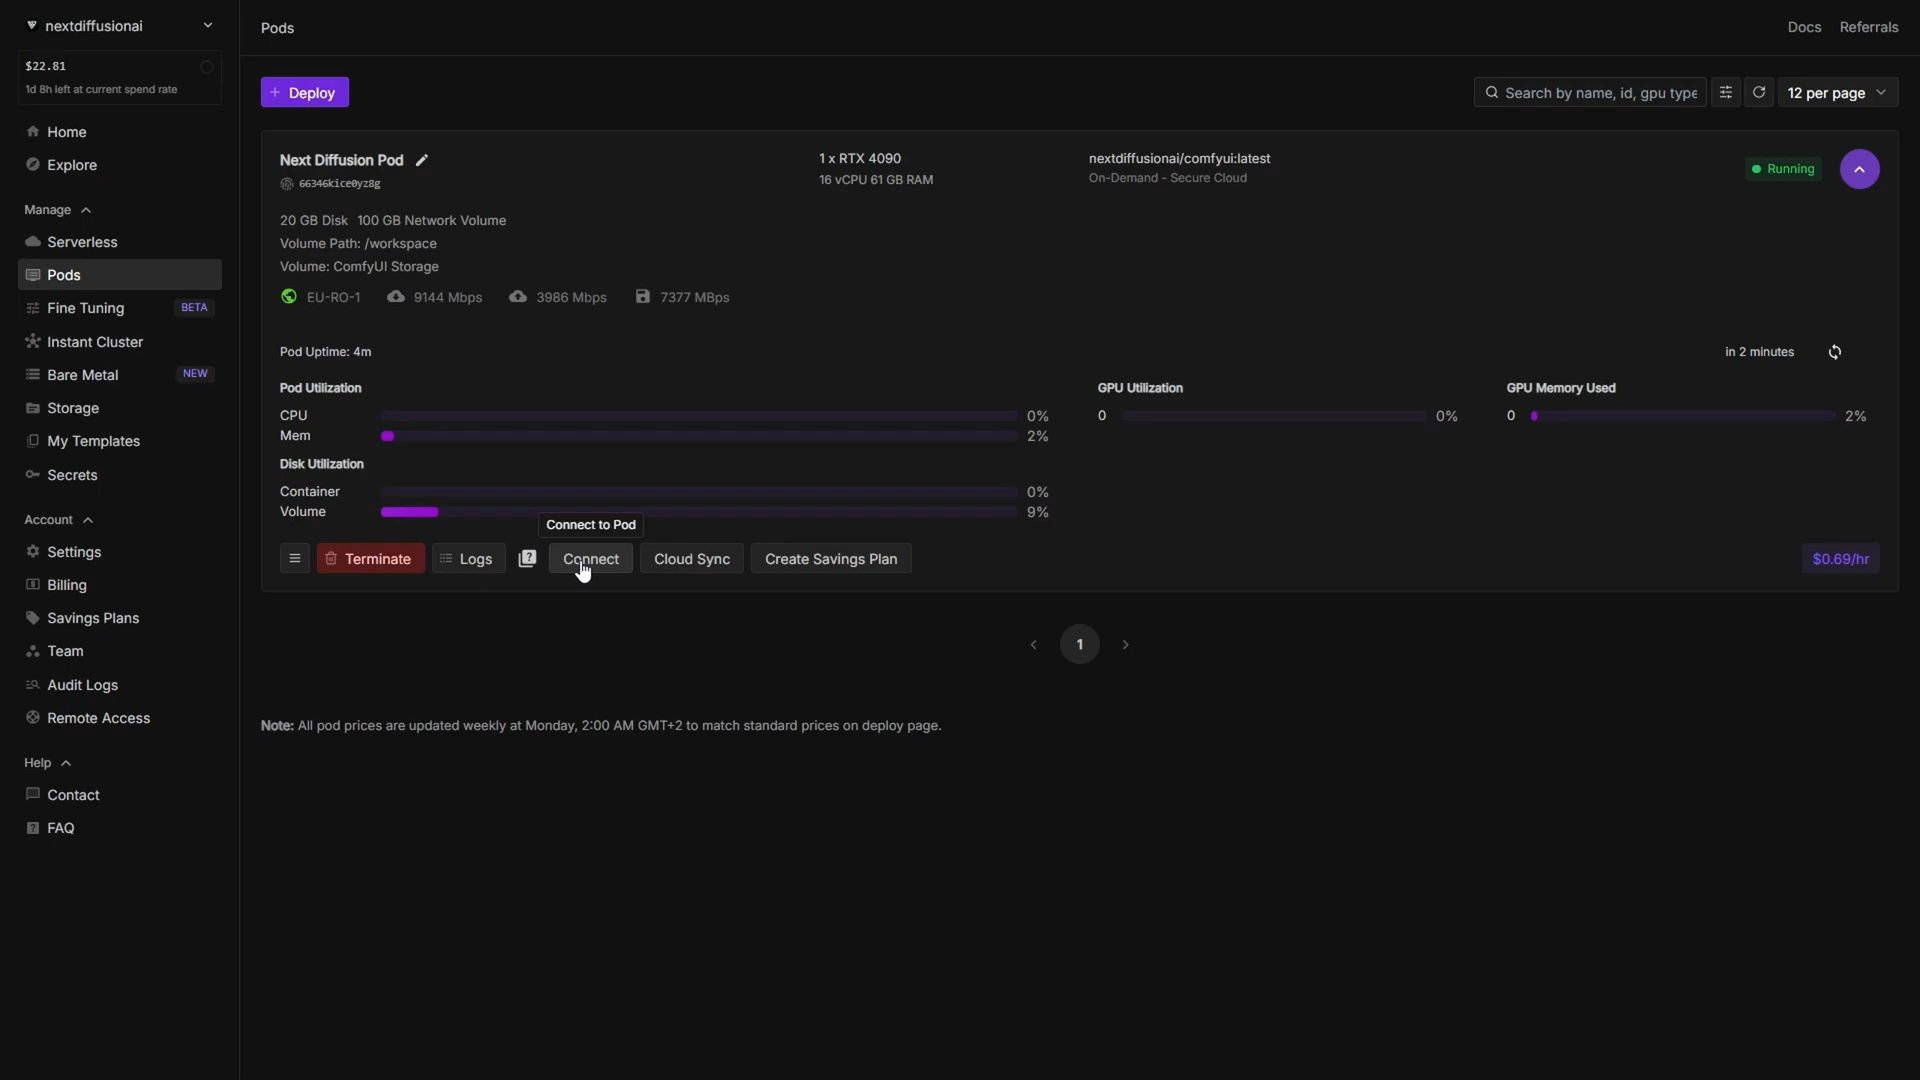 nextdiffusionai
$22.81
1d 8h left at current spend rate
Home
Explore
Manage
Serverless
Pods
Fine Tuning BETA
Instant Cluster
Bare Metal NEW
Storage
My Templates
Secrets
Account
Settings
Billing
Savings Plans
Team
Audit Logs
Remote Access
Help
Contact
FAQ
Pods
Docs Referrals
+ Deploy
Search by name, id, gpu type
12 per page
Next Diffusion Pod
66346kice0yz8g
1 x RTX 4090
16 vCPU 61 GB RAM
nextdiffusionai/comfyui:latest
On-Demand - Secure Cloud
Running
20 GB Disk 100 GB Network Volume
Volume Path: /workspace
Volume: ComfyUI Storage
EU-RO-1 9144 Mbps 3986 Mbps 7377 MBps
Pod Uptime: 4m
in 2 minutes
Pod Utilization
CPU 0%
Mem 2%
Disk Utilization
Container 0%
Volume 9%
GPU Utilization
0 0%
GPU Memory Used
0 2%
Connect to Pod
Terminate Logs ? Connect Cloud Sync Create Savings Plan
$0.69/hr
1
Note: All pod prices are updated weekly at Monday, 2:00 AM GMT+2 to match standard prices on deploy page.